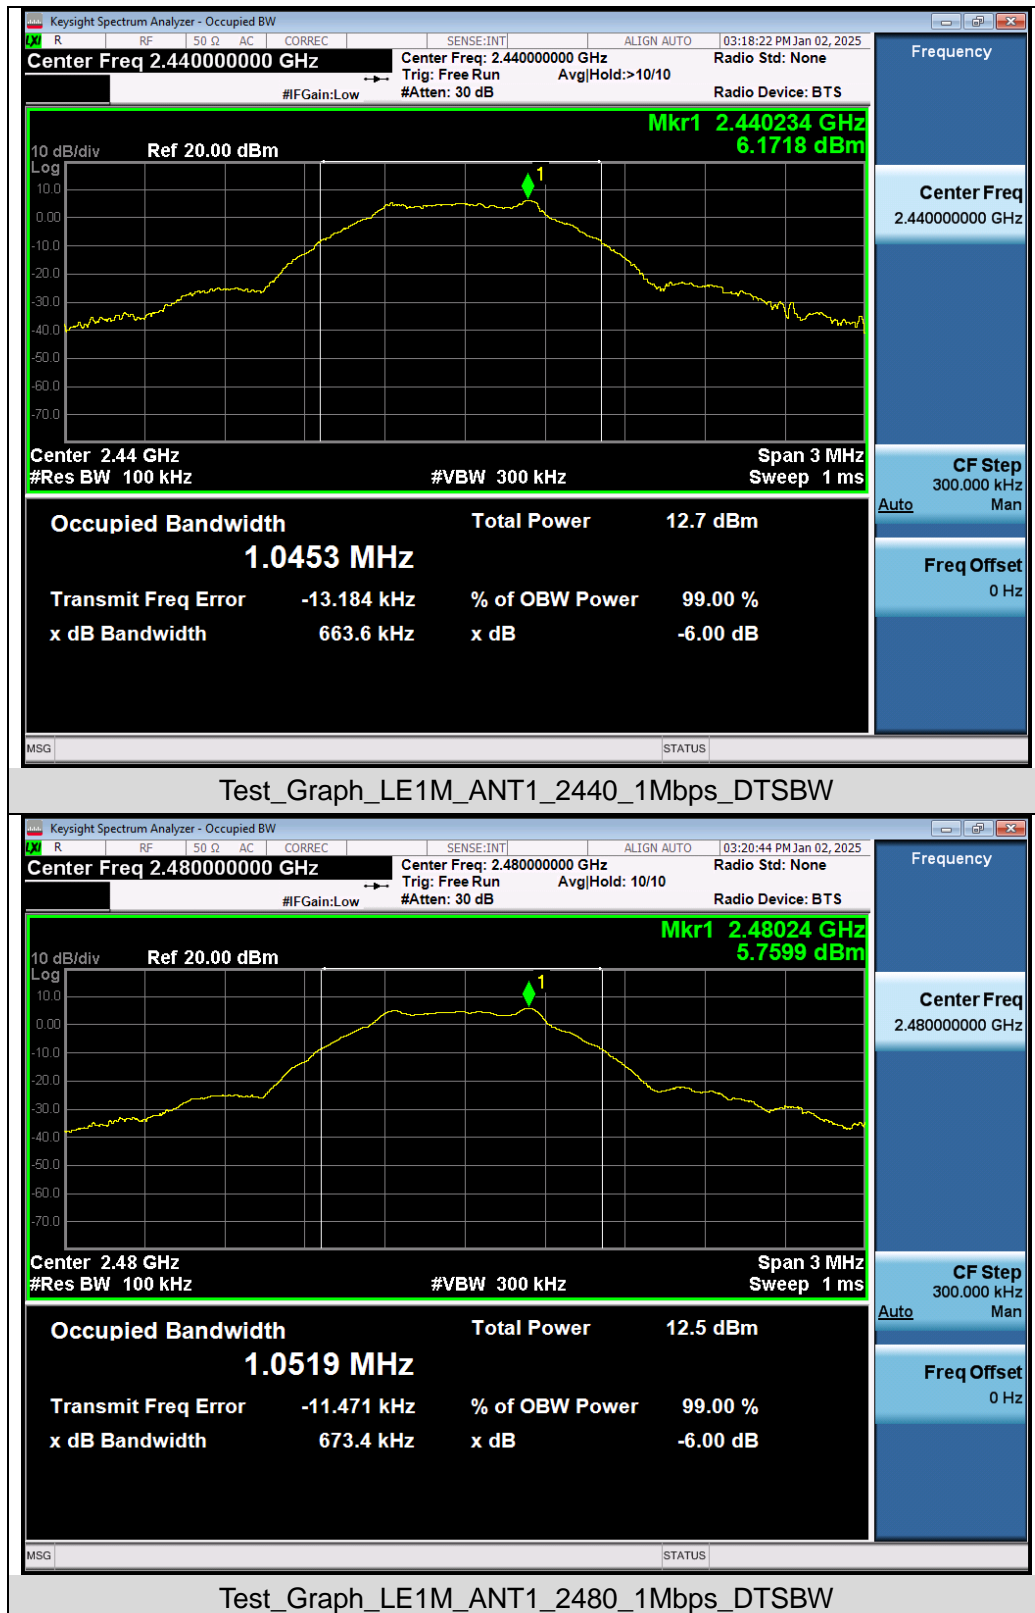 Keysight Spectrum Analyzer - Occupied BW
LXI R RF 50 Ω AC CORREC SENSE:INT ALIGN AUTO 03:18:22 PM Jan 02, 2025
Center Freq 2.440000000 GHz
Center Freq: 2.440000000 GHz
Radio Std: None
Trig: Free Run Avg|Hold:>10/10
#IFGain:Low
#Atten: 30 dB
Radio Device: BTS
Frequency
Mkr1 2.440234 GHz
6.1718 dBm
10 dB/div Ref 20.00 dBm
Log
1
10.0
0.00
-10.0
-20.0
-30.0
-40.0
-50.0
-60.0
-70.0
Center 2.44 GHz Span 3 MHz
#Res BW 100 kHz #VBW 300 kHz Sweep 1 ms
Center Freq
2.440000000 GHz
CF Step
300.000 kHz
Auto Man
Freq Offset
0 Hz
Occupied Bandwidth Total Power 12.7 dBm
1.0453 MHz
Transmit Freq Error -13.184 kHz % of OBW Power 99.00 %
x dB Bandwidth 663.6 kHz x dB -6.00 dB
MSG STATUS
Test_Graph_LE1M_ANT1_2440_1Mbps_DTSBW
Keysight Spectrum Analyzer - Occupied BW
LXI R RF 50 Ω AC CORREC SENSE:INT ALIGN AUTO 03:20:44 PM Jan 02, 2025
Center Freq 2.480000000 GHz
Center Freq: 2.480000000 GHz
Radio Std: None
Trig: Free Run Avg|Hold: 10/10
#IFGain:Low
#Atten: 30 dB
Radio Device: BTS
Frequency
Mkr1 2.48024 GHz
5.7599 dBm
10 dB/div Ref 20.00 dBm
Log
1
10.0
0.00
-10.0
-20.0
-30.0
-40.0
-50.0
-60.0
-70.0
Center 2.48 GHz Span 3 MHz
#Res BW 100 kHz #VBW 300 kHz Sweep 1 ms
Center Freq
2.480000000 GHz
CF Step
300.000 kHz
Auto Man
Freq Offset
0 Hz
Occupied Bandwidth Total Power 12.5 dBm
1.0519 MHz
Transmit Freq Error -11.471 kHz % of OBW Power 99.00 %
x dB Bandwidth 673.4 kHz x dB -6.00 dB
MSG STATUS
Test_Graph_LE1M_ANT1_2480_1Mbps_DTSBW